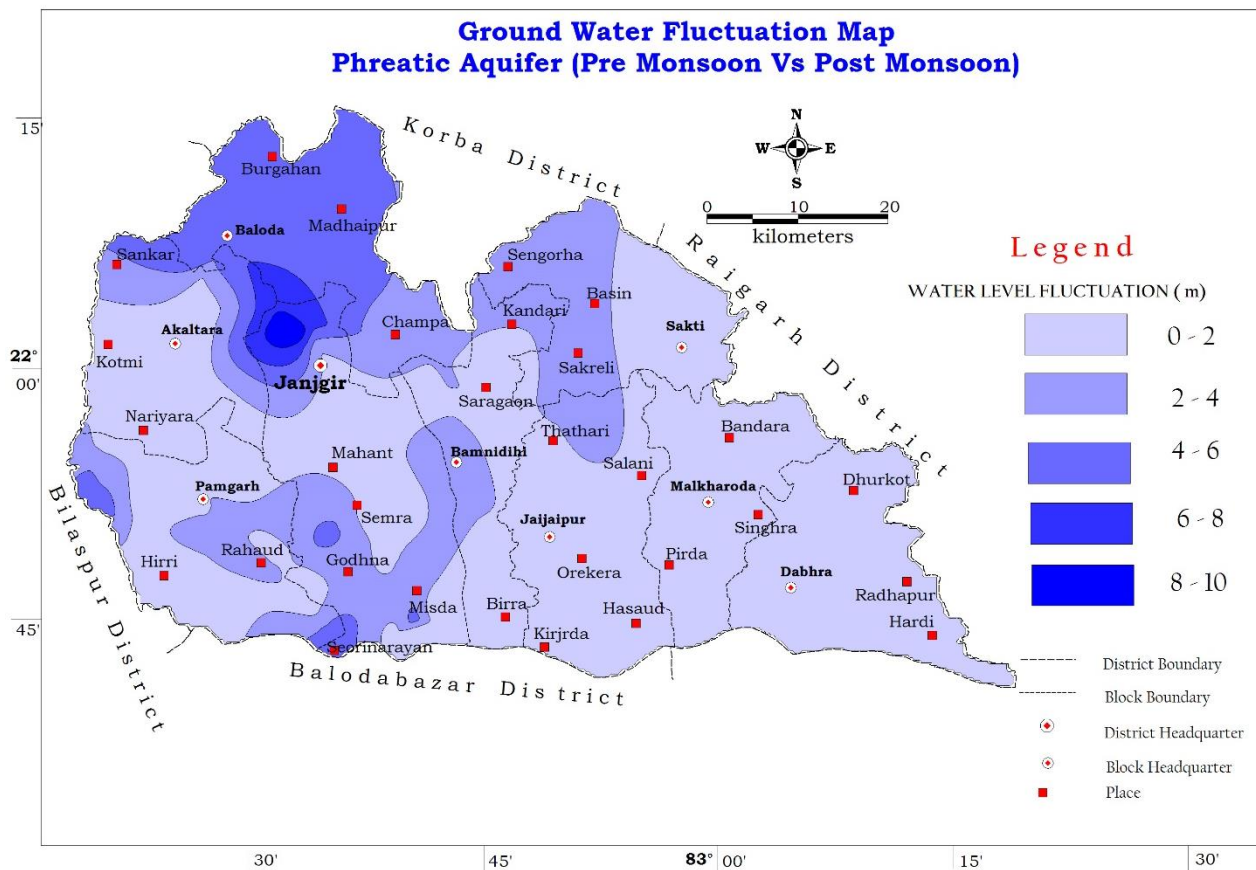 Ground Water Fluctuation Map
Phreatic Aquifer (Pre Monsoon Vs Post Monsoon)
15'
Korba District
N
W E
S
Burgahan
Madhaipur
0 10 20
kilometers
Baloda
Sankar
Sengorha
Raigarh District
Legend
WATER LEVEL FLUCTUATION ( m)
Basin
Kandari
Champa
Akaltara
Sakti
0 - 2
Kotmi
22°
00'
Janjgir
Sakreli
Saragaon
2 - 4
Nariyara
Thathari
Bandara
Mahant
Bamnidihi
Salani
4 - 6
Dhurkot
Pamgarh
Malkharoda
Semra
Singhra
6 - 8
Bilaspur District
Jaijaipur
Rahaud
Godhna
Hirri
Orekera
Pirda
Dabhra
8 - 10
Radhapur
Misda
Birra
Hasaud
Hardi
45'
Seorinarayan
Kirjrda
Balodabazar District
District Boundary
Block Boundary
District Headquarter
Block Headquarter
Place
30'
45'
83° 00'
15'
30'